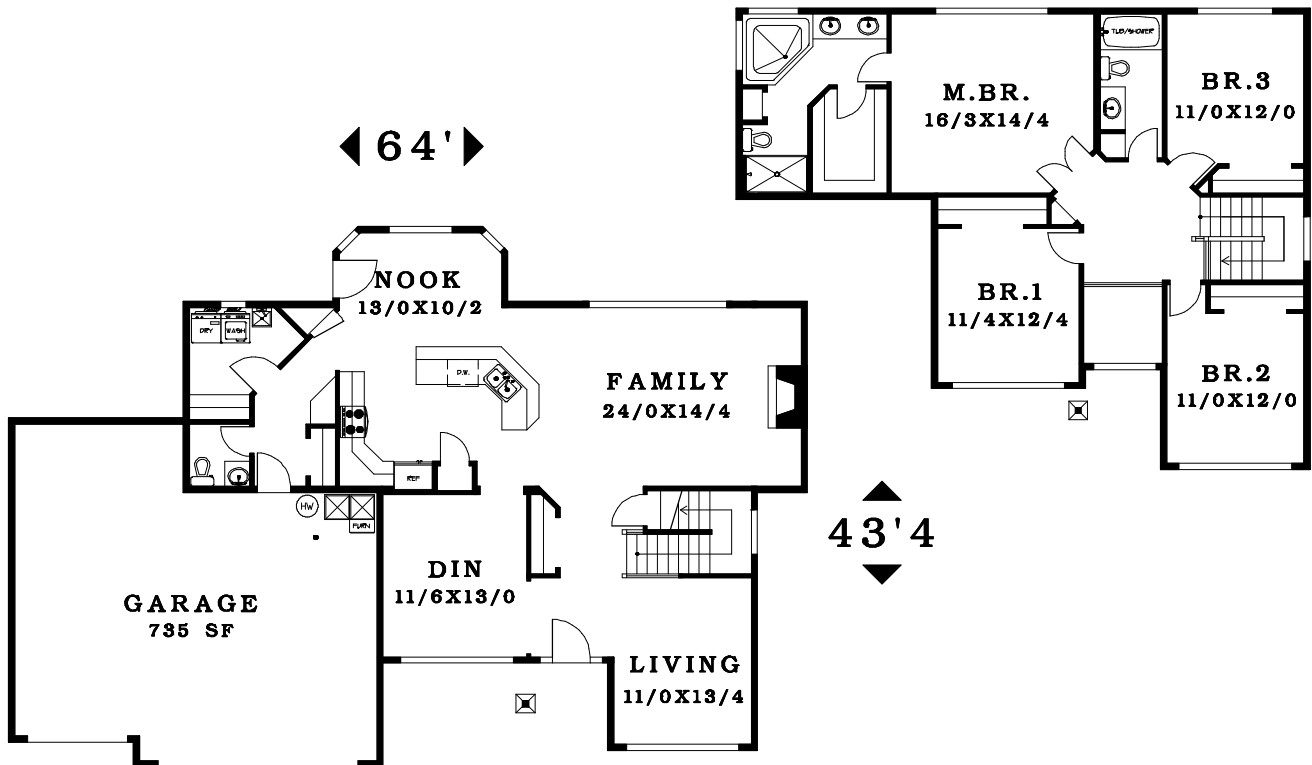 64'
NOOK
13/0X10/2
DRY
WASH
D.W.
FAMILY
24/0X14/4
REF
HW
FURN
GARAGE
735 SF
DIN
11/6X13/0
LIVING
11/0X13/4
43'4
M.BR.
16/3X14/4
TUB/SHOWER
BR.3
11/0X12/0
BR.1
11/4X12/4
BR.2
11/0X12/0